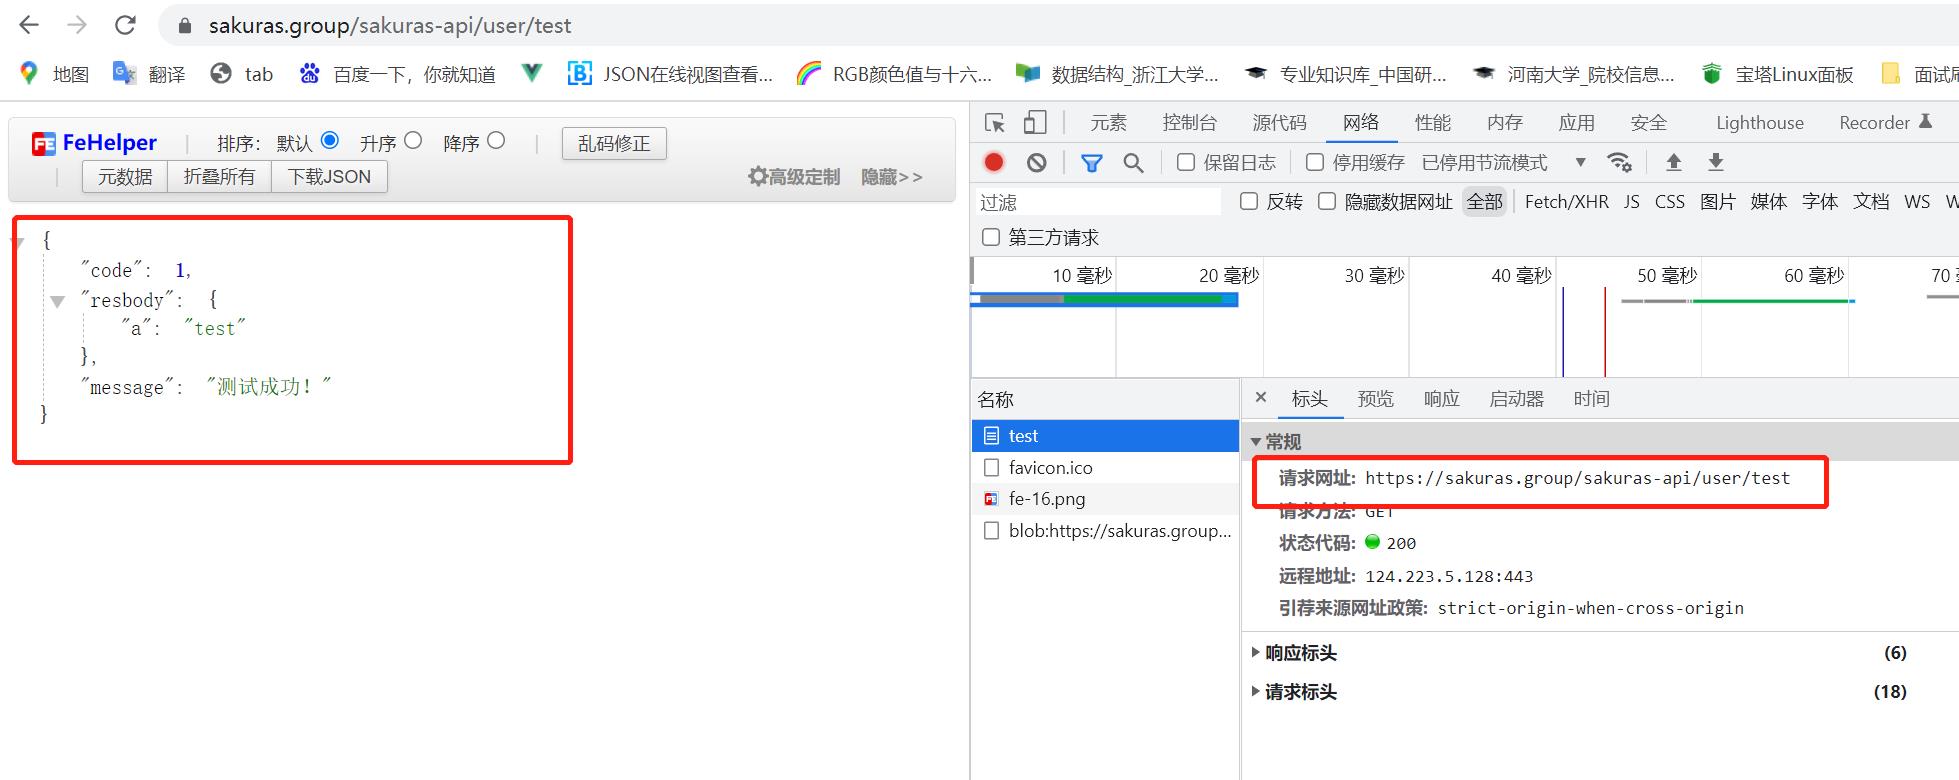 sakuras.group/sakuras-api/user/test
地图 翻译 tab 百度一下，你就知道 JSON在线视图查看... RGB颜色值与十六... 数据结构_浙江大学... 专业知识库_中国研... 河南大学_院校信息... 宝塔Linux面板
FeHelper | 排序： 默认 升序 降序 | 乱码修正
| 元数据 折叠所有 下载JSON 高级定制 隐藏>>
{
"code": 1,
"resbody": {
"a": "test"
},
"message": "测试成功！"
}
元素 控制台 源代码 网络 性能 内存 应用 安全 Lighthouse Recorder
保留日志 停用缓存 已停用节流模式
过滤 反转 隐藏数据网址 全部 Fetch/XHR JS CSS 图片 媒体 字体 文档 WS
第三方请求
10 毫秒 20 毫秒 30 毫秒 40 毫秒 50 毫秒 60 毫秒 70
名称
test
favicon.ico
fe-16.png
blob:https://sakuras.group...
× 标头 预览 响应 启动器 时间
常规
请求网址: https://sakuras.group/sakuras-api/user/test
请求方法: GET
状态代码: 200
远程地址: 124.223.5.128:443
引荐来源网址政策: strict-origin-when-cross-origin
响应标头 (6)
请求标头 (18)